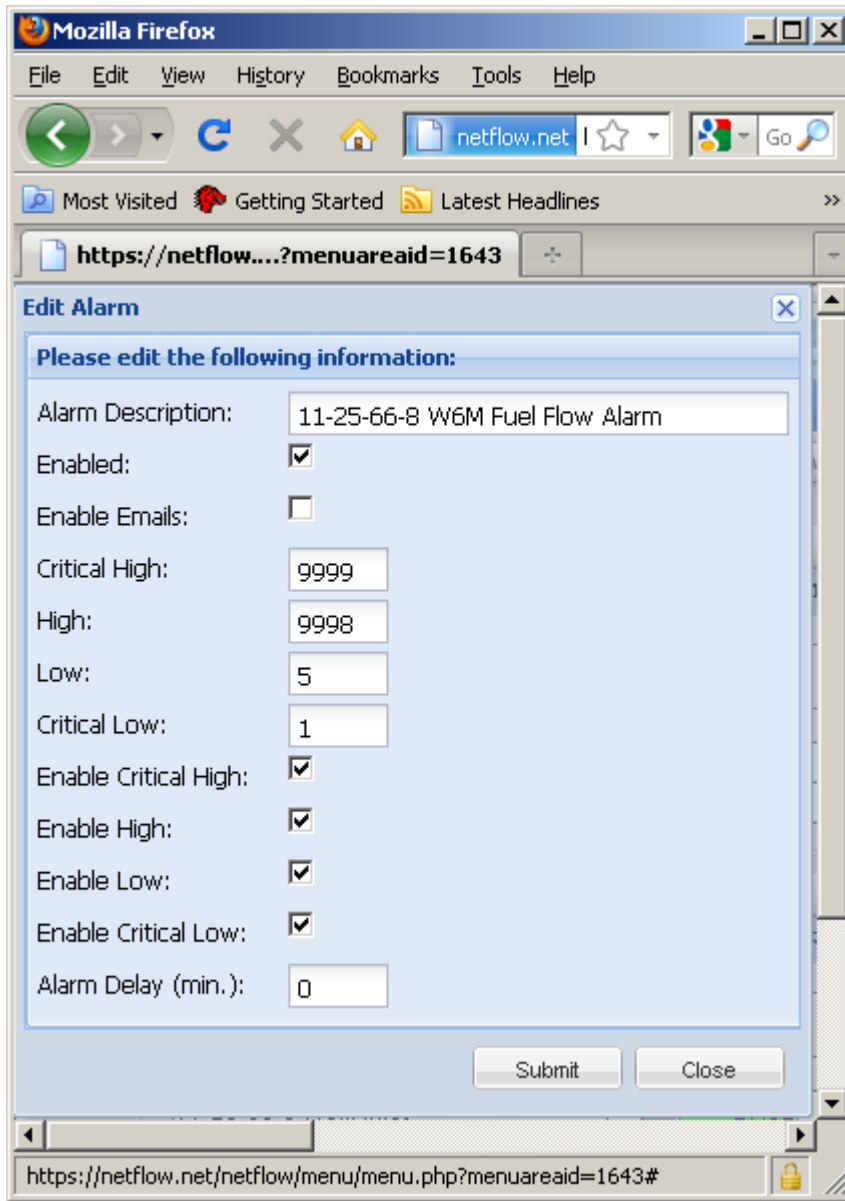 Mozilla Firefox
File Edit View History Bookmarks Tools Help
netflow.net
Go
Most Visited Getting Started Latest Headlines »
https://netflow....?menuareaid=1643
Edit Alarm
Please edit the following information:
Alarm Description: 11-25-66-8 W6M Fuel Flow Alarm
Enabled:
Enable Emails:
Critical High: 9999
High: 9998
Low: 5
Critical Low: 1
Enable Critical High:
Enable High:
Enable Low:
Enable Critical Low:
Alarm Delay (min.): 0
Submit Close
https://netflow.net/netflow/menu/menu.php?menuareaid=1643#